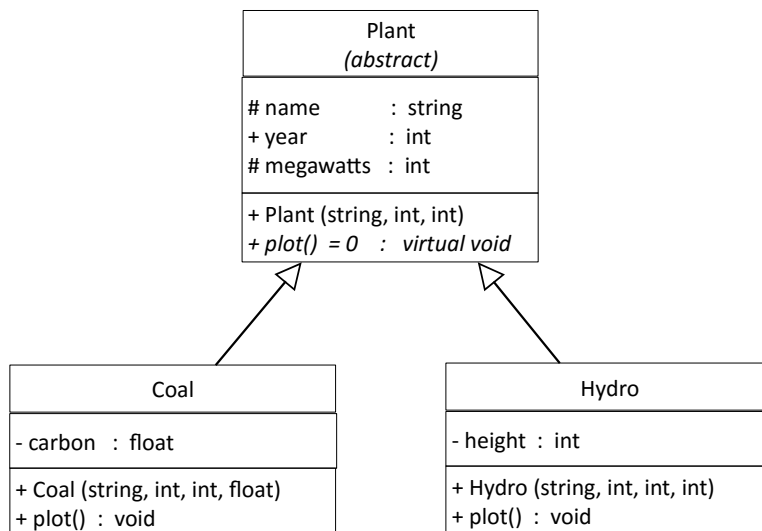 Plant
(abstract)
# name : string
+ year : int
# megawatts : int
+ Plant (string, int, int)
+ plot() = 0 : virtual void
Coal
- carbon : float
+ Coal (string, int, int, float)
+ plot() : void
Hydro
- height : int
+ Hydro (string, int, int, int)
+ plot() : void